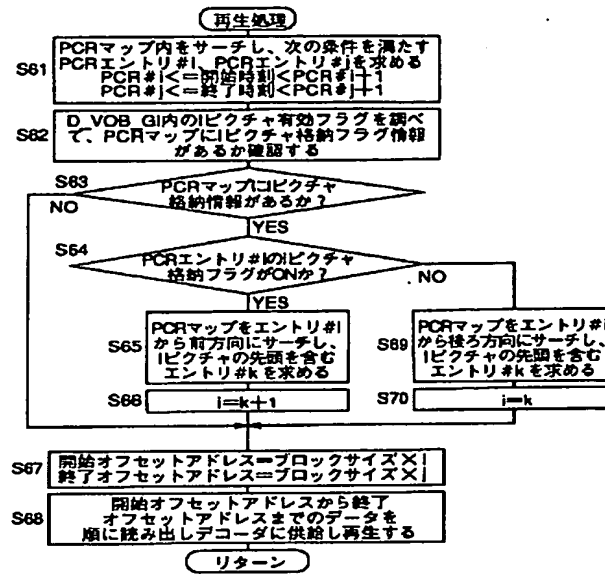 再生処理
S61
PCRマップ内をサーチし、次の条件を満たす
PCRエントリ#i、PCRエントリ#jを求める
PCR#i<=開始時刻<PCR#i+1
PCR#j<=終了時刻<PCR#j+1
S62
D_VOB_GI内のIピクチャ有効フラグを調べ
て、PCRマップにIピクチャ格納フラグ情報
があるか確認する
S63
PCRマップにIピクチャ
格納情報があるか？
NO
YES
S64
PCRエントリ#iのIピクチャ
格納フラグがONか？
NO
YES
S65
PCRマップをエントリ#i
から前方向にサーチし、
Iピクチャの先頭を含む
エントリ#kを求める
S69
PCRマップをエントリ#i
から後ろ方向にサーチし、
Iピクチャの先頭を含む
エントリ#kを求める
S66
i=k+1
S70
i=k
S67
開始オフセットアドレス=ブロックサイズ×i
終了オフセットアドレス=ブロックサイズ×j
S68
開始オフセットアドレスから終了
オフセットアドレスまでのデータを
順に読み出しデコーダに供給し再生する
リターン